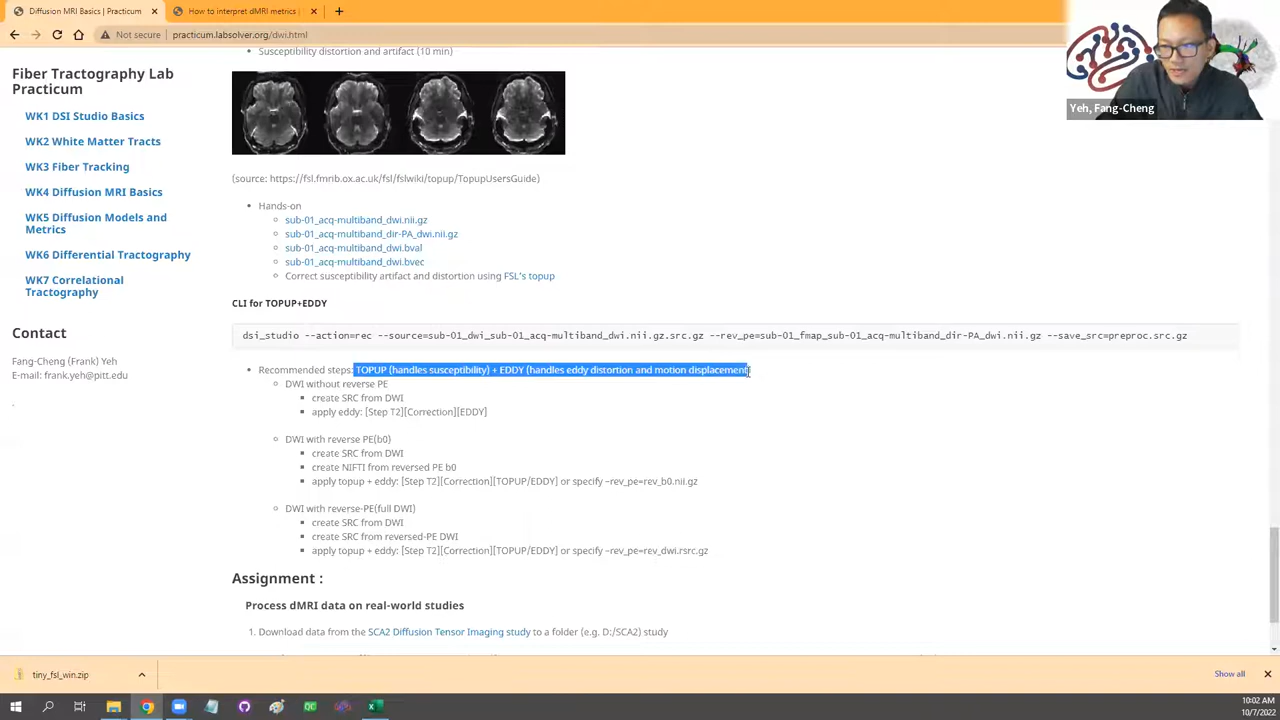 Diffusion MRI Basics | Practicum
How to interpret dMRI metrics |
Not secure
practicum.labsolver.org/dwi.html
Yeh, Fang-Cheng
Susceptibility distortion and artifact (10 min)
Fiber Tractography Lab
Practicum
WK1 DSI Studio Basics
WK2 White Matter Tracts
WK3 Fiber Tracking
WK4 Diffusion MRI Basics
WK5 Diffusion Models and
Metrics
WK6 Differential Tractography
WK7 Correlational
Tractography
Contact
Fang-Cheng (Frank) Yeh
E-mail: frank.yeh@pitt.edu
(source: https://fsl.fmrib.ox.ac.uk/fsl/fslwiki/topup/TopupUsersGuide)
Hands-on
sub-01_acq-multiband_dwi.nii.gz
sub-01_acq-multiband_dir-PA_dwi.nii.gz
sub-01_acq-multiband_dwi.bval
sub-01_acq-multiband_dwi.bvec
Correct susceptibility artifact and distortion using FSL's topup
CLI for TOPUP+EDDY
dsi_studio --action=rec --source=sub-01_dwi_sub-01_acq-multiband_dwi.nii.gz.src.gz --rev_pe=sub-01_fmap_sub-01_acq-multiband_dir-PA_dwi.nii.gz --save_src=preproc.src.gz
Recommended steps: TOPUP (handles susceptibility) + EDDY (handles eddy distortion and motion displacement)
DWI without reverse PE
create SRC from DWI
apply eddy: [Step T2][Correction][EDDY]
DWI with reverse PE(b0)
create SRC from DWI
create NIFTI from reversed PE b0
apply topup + eddy: [Step T2][Correction][TOPUP/EDDY] or specify –rev_pe=rev_b0.nii.gz
DWI with reverse-PE(full DWI)
create SRC from DWI
create SRC from reversed-PE DWI
apply topup + eddy: [Step T2][Correction][TOPUP/EDDY] or specify –rev_pe=rev_dwi.rsrc.gz
Assignment :
Process dMRI data on real-world studies
1. Download data from the SCA2 Diffusion Tensor Imaging study to a folder (e.g. D:/SCA2) study
tiny_fsl_win.zip
Show all
10:02 AM
10/7/2022